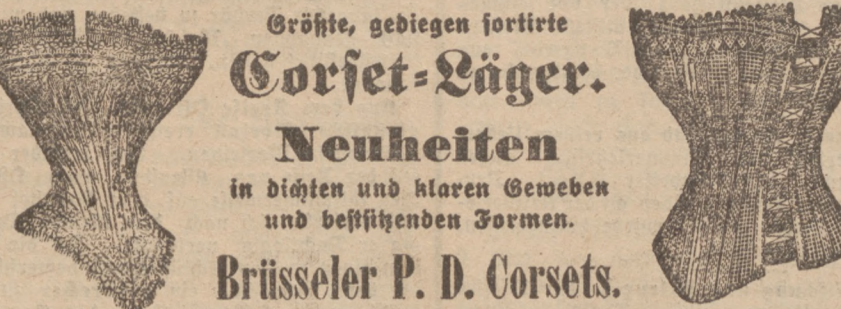 Größte, gediegen sortirte
Corset-Läger.
Neuheiten
in dichten und klaren Geweben
und bestsitzenden Formen.
Brüsseler P. D. Corsets.